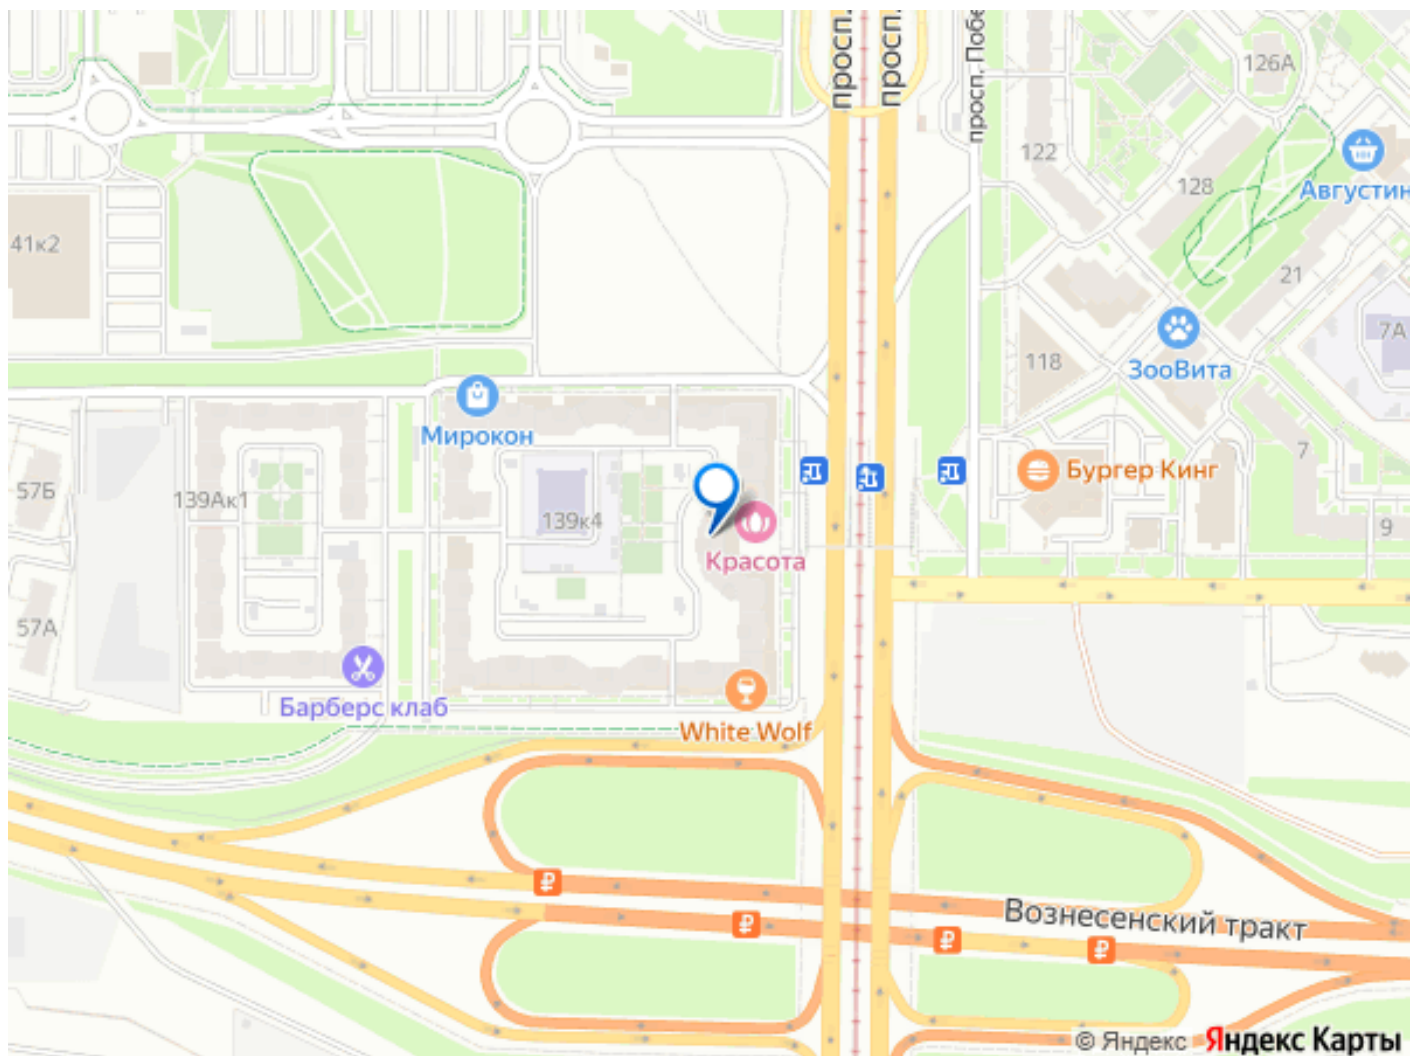 просп.
просп.
просп. Побе
126А
122
128
Августин
41к2
21
7А
118
ЗооВита
Мирокон
7
Бургер Кинг
57Б
139Ак1
139к4
9
Красота
57А
Барберс клаб
White Wolf
Вознесенский тракт
© Яндекс Яндекс Карты